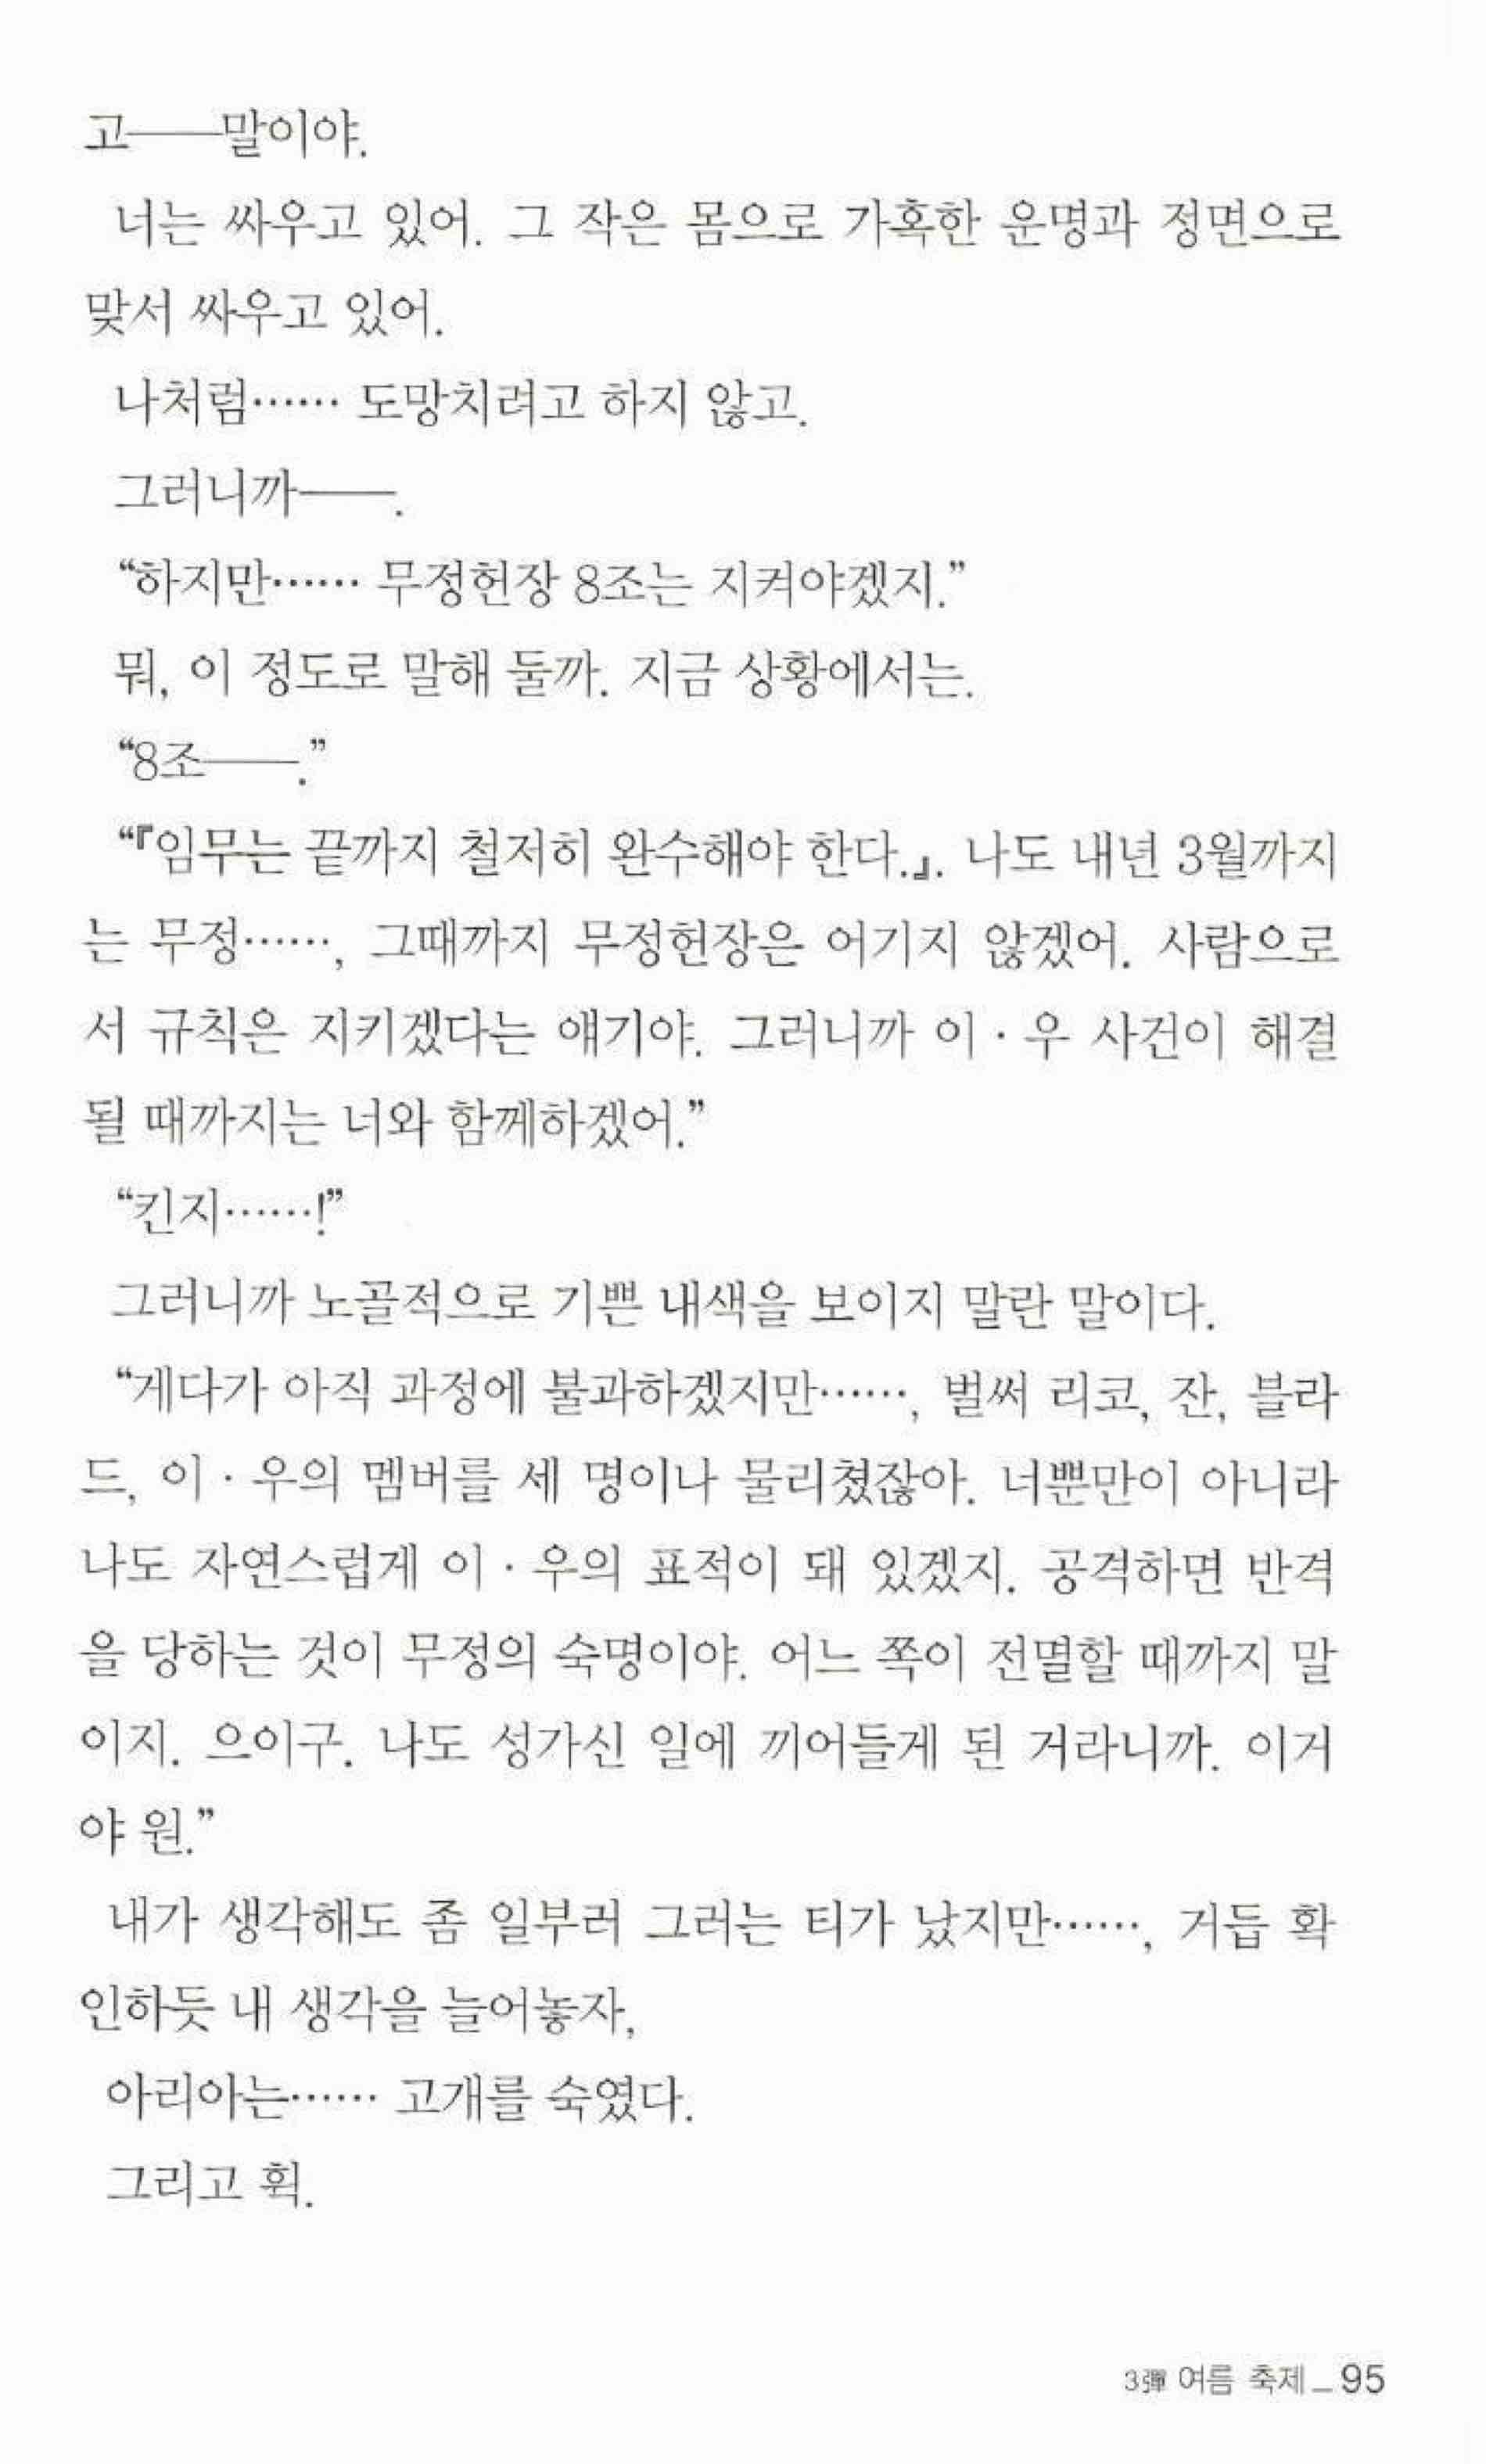 고――말이야.
너는 싸우고 있어. 그 작은 몸으로 가혹한 운명과 정면으로
맞서 싸우고 있어.
나처럼…… 도망치려고 하지 않고.
그러니까――.
“하지만…… 무정헌장 8조는 지켜야겠지.”
뭐, 이 정도로 말해 둘까. 지금 상황에서는.
“8조――.”
“『임무는 끝까지 철저히 완수해야 한다.』. 나도 내년 3월까지
는 무정……, 그때까지 무정헌장은 어기지 않겠어. 사람으로
서 규칙은 지키겠다는 얘기야. 그러니까 이·우 사건이 해결
될 때까지는 너와 함께하겠어.”
“킨지……!”
그러니까 노골적으로 기쁜 내색을 보이지 말란 말이다.
“게다가 아직 과정에 불과하겠지만……, 벌써 리코, 잔, 블라
드, 이·우의 멤버를 세 명이나 물리쳤잖아. 너뿐만이 아니라
나도 자연스럽게 이·우의 표적이 돼 있겠지. 공격하면 반격
을 당하는 것이 무정의 숙명이야. 어느 쪽이 전멸할 때까지 말
이지. 으이구. 나도 성가신 일에 끼어들게 된 거라니까. 이거
야 원.”
내가 생각해도 좀 일부러 그러는 티가 났지만……, 거듭 확
인하듯 내 생각을 늘어놓자,
아리아는…… 고개를 숙였다.
그리고 획.
3彈 여름 축제_95